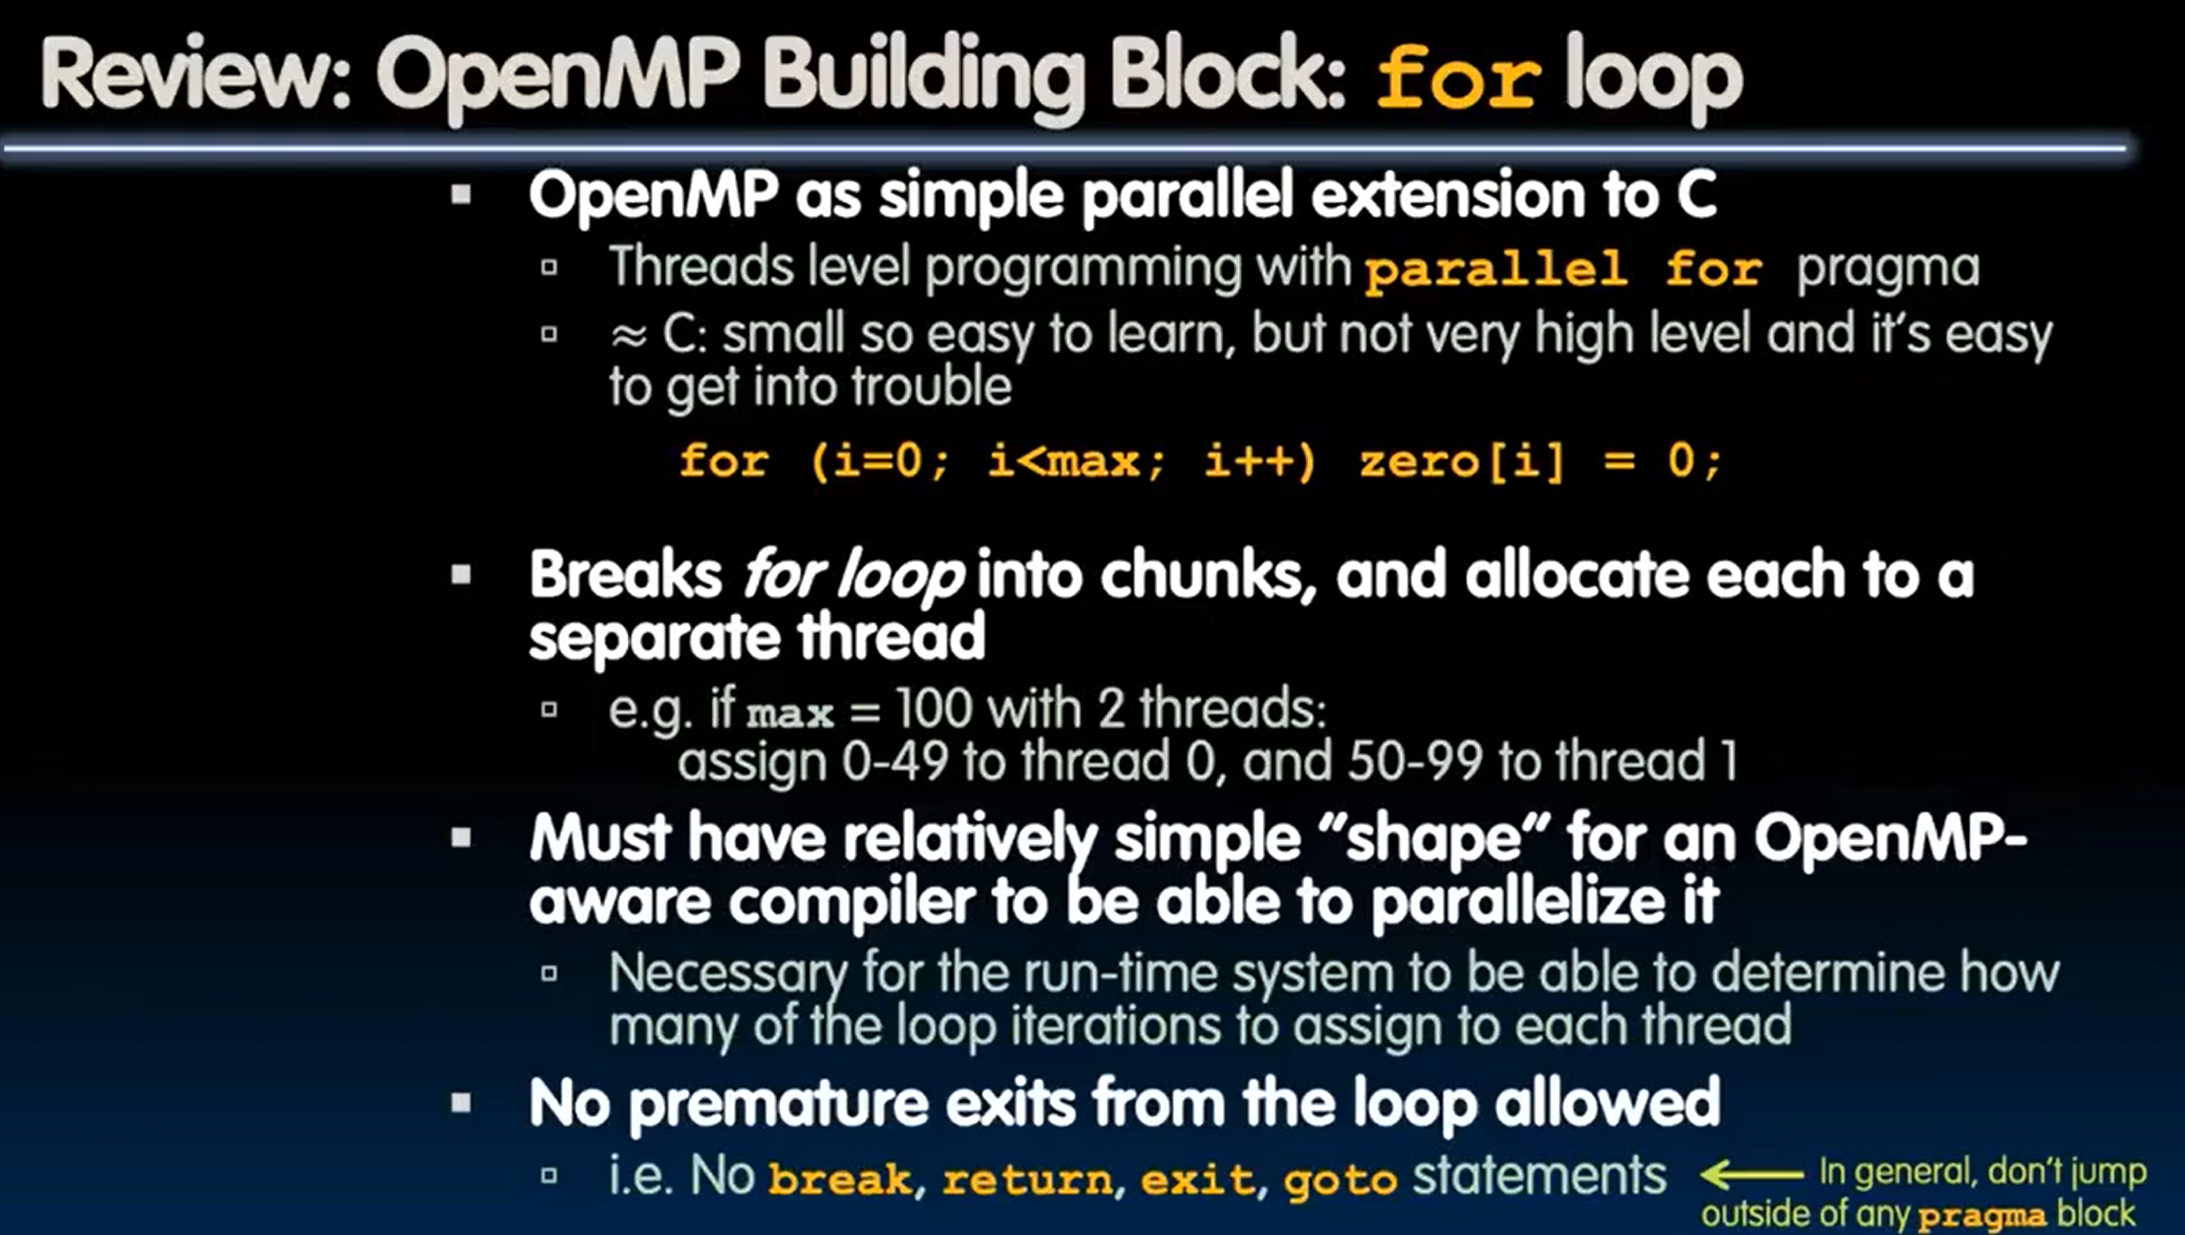 Review: OpenMP Building Block: for loop
▪ OpenMP as simple parallel extension to C
▫ Threads level programming with parallel for pragma
▫ ≈ C: small so easy to learn, but not very high level and it's easy
to get into trouble
for (i=0; i<max; i++) zero[i] = 0;
▪ Breaks for loop into chunks, and allocate each to a
separate thread
▫ e.g. if max = 100 with 2 threads:
assign 0-49 to thread 0, and 50-99 to thread 1
▪ Must have relatively simple "shape" for an OpenMP-
aware compiler to be able to parallelize it
▫ Necessary for the run-time system to be able to determine how
many of the loop iterations to assign to each thread
▪ No premature exits from the loop allowed
▫ i.e. No break, return, exit, goto statements
← In general, don't jump
outside of any pragma block